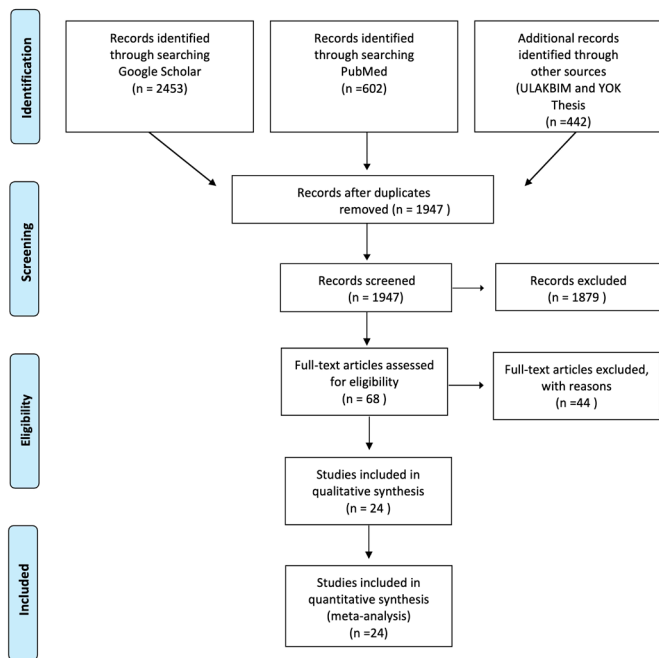 Identification
Records identified
through searching
Google Scholar
(n = 2453)
Records identified
through searching
PubMed
(n =602)
Additional records
identified through
other sources
(ULAKBIM and YOK
Thesis
(n =442)
Records after duplicates
removed (n = 1947 )
Screening
Records screened
(n = 1947)
Records excluded
(n = 1879 )
Eligibility
Full-text articles assessed
for eligibility
(n = 68 )
Full-text articles excluded,
with reasons
(n =44 )
Studies included in
qualitative synthesis
(n = 24 )
Included
Studies included in
quantitative synthesis
(meta-analysis)
(n =24)